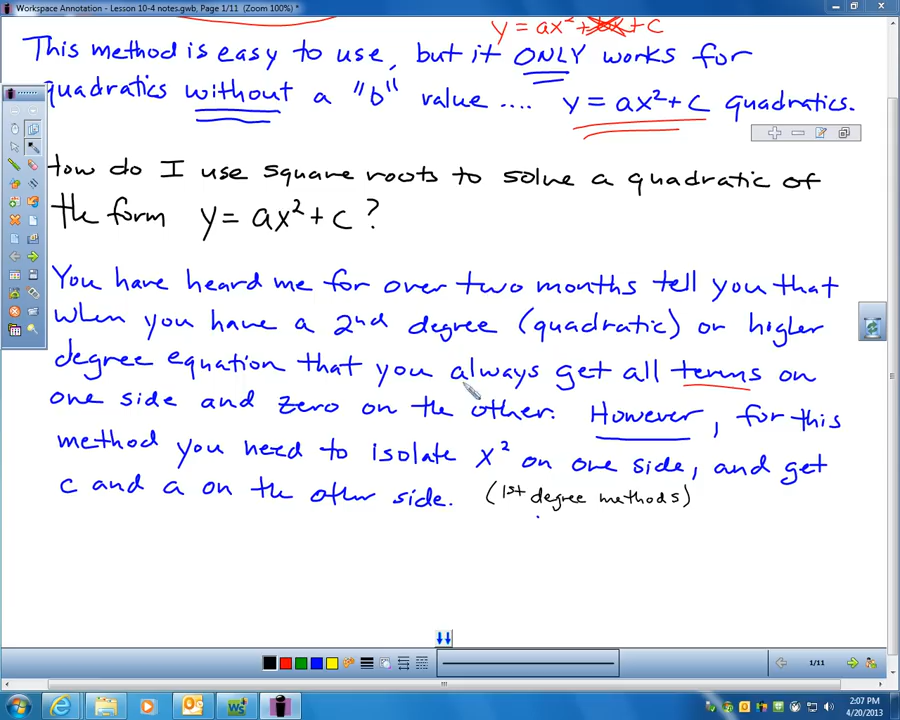 Workspace Annotation - Lesson 10-4 notes.gwb, Page 1/11 (Zoom 100%) *
y = ax²+bx+c
This method is easy to use, but it ONLY works for
quadratics without a "b" value .... y = ax²+c quadratics.
How do I use square roots to solve a quadratic of
the form y = ax²+c?
You have heard me for over two months tell you that
when you have a 2nd degree (quadratic) or higher
degree equation that you always get all terms on
one side and zero on the other. However, for this
method you need to isolate x² on one side, and get
c and a on the other side. (1st degree methods)
1/11
2:07 PM
4/20/2013